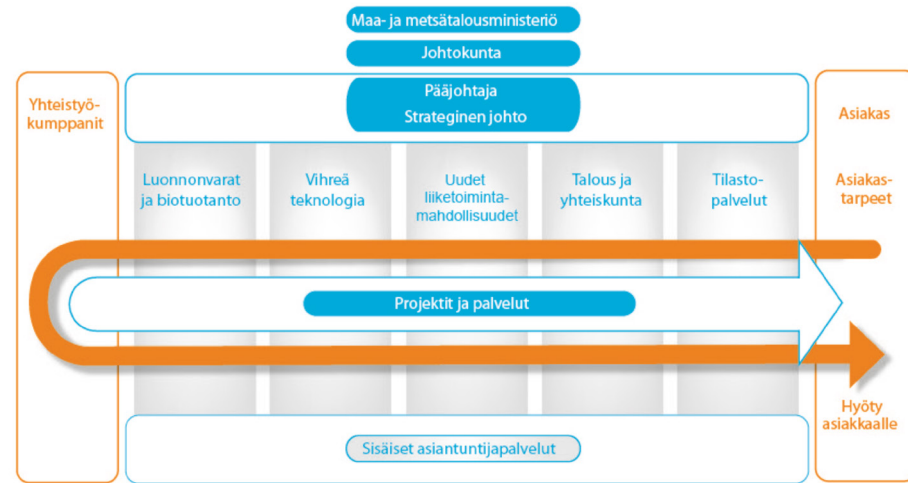 Maa- ja metsätalousministeriö
Johtokunta
Pääjohtaja
Strateginen johto
Yhteistyö-
kumppanit
Asiakas
Luonnonvarat
ja biotuotanto
Vihreä
teknologia
Uudet
liiketoiminta-
mahdollisuudet
Talous ja
yhteiskunta
Tilasto-
palvelut
Asiakas-
tarpeet
Projektit ja palvelut
Hyöty
asiakkaalle
Sisäiset asiantuntijapalvelut